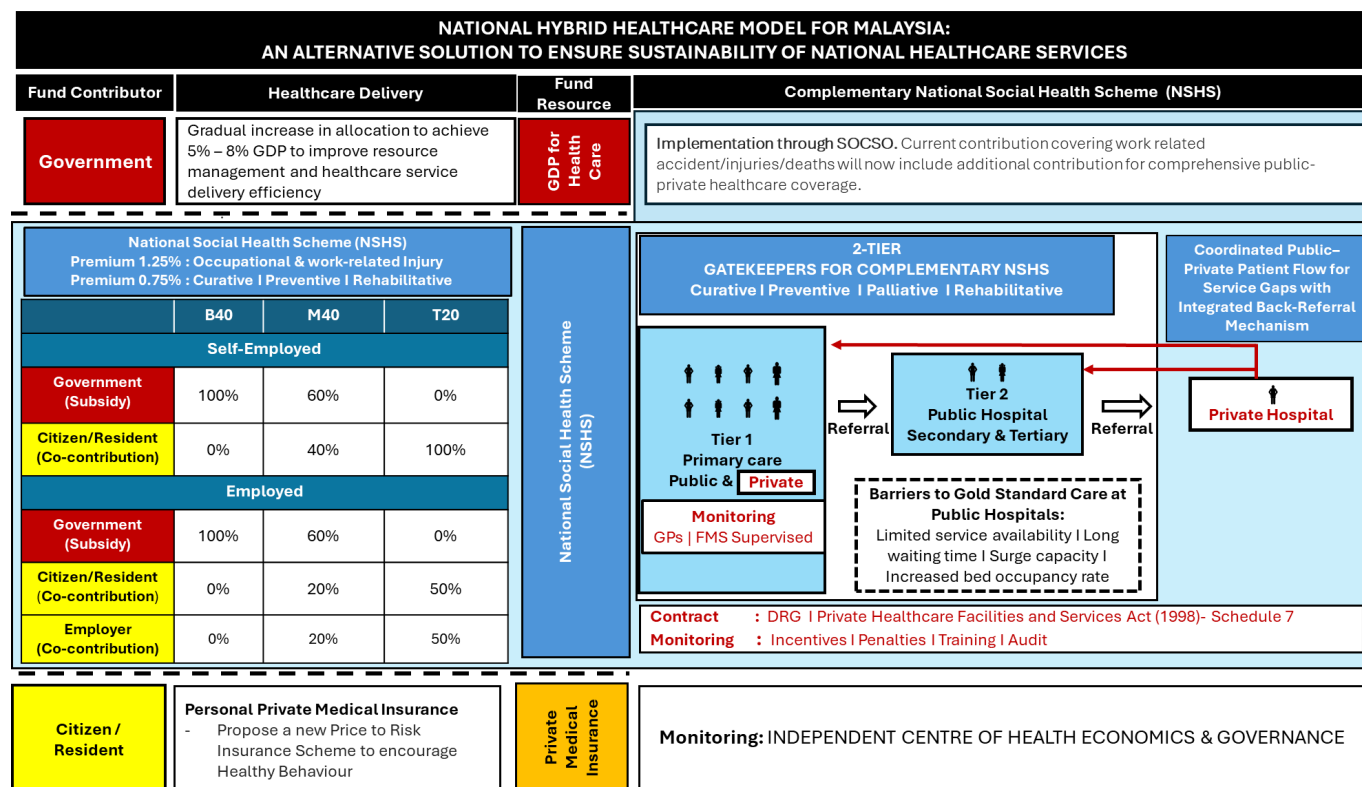 NATIONAL HYBRID HEALTHCARE MODEL FOR MALAYSIA:
AN ALTERNATIVE SOLUTION TO ENSURE SUSTAINABILITY OF NATIONAL HEALTHCARE SERVICES
Fund Contributor
Healthcare Delivery
Fund
Resource
Complementary National Social Health Scheme (NSHS)
Government
Gradual increase in allocation to achieve
5% – 8% GDP to improve resource
management and healthcare service
delivery efficiency
GDP for
Health
Care
Implementation through SOCSO. Current contribution covering work related
accident/injuries/deaths will now include additional contribution for comprehensive public-
private healthcare coverage.
National Social Health Scheme (NSHS)
Premium 1.25% : Occupational & work-related Injury
Premium 0.75% : Curative I Preventive I Rehabilitative
B40 M40 T20
Self-Employed
Government
(Subsidy)
100% 60% 0%
Citizen/Resident
(Co-contribution)
0% 40% 100%
Employed
Government
(Subsidy)
100% 60% 0%
Citizen/Resident
(Co-contribution)
0% 20% 50%
Employer
(Co-contribution)
0% 20% 50%
National Social Health Scheme
(NSHS)
2-TIER
GATEKEEPERS FOR COMPLEMENTARY NSHS
Curative I Preventive I Palliative I Rehabilitative
Coordinated Public–
Private Patient Flow for
Service Gaps with
Integrated Back-Referral
Mechanism
Tier 1
Primary care
Public & Private
Monitoring
GPs | FMS Supervised
Referral
Tier 2
Public Hospital
Secondary & Tertiary
Referral
Private Hospital
Barriers to Gold Standard Care at
Public Hospitals:
Limited service availability I Long
waiting time I Surge capacity I
Increased bed occupancy rate
Contract : DRG I Private Healthcare Facilities and Services Act (1998)- Schedule 7
Monitoring : Incentives I Penalties I Training I Audit
Citizen /
Resident
Personal Private Medical Insurance
- Propose a new Price to Risk
Insurance Scheme to encourage
Healthy Behaviour
Private
Medical
Insurance
Monitoring: INDEPENDENT CENTRE OF HEALTH ECONOMICS & GOVERNANCE